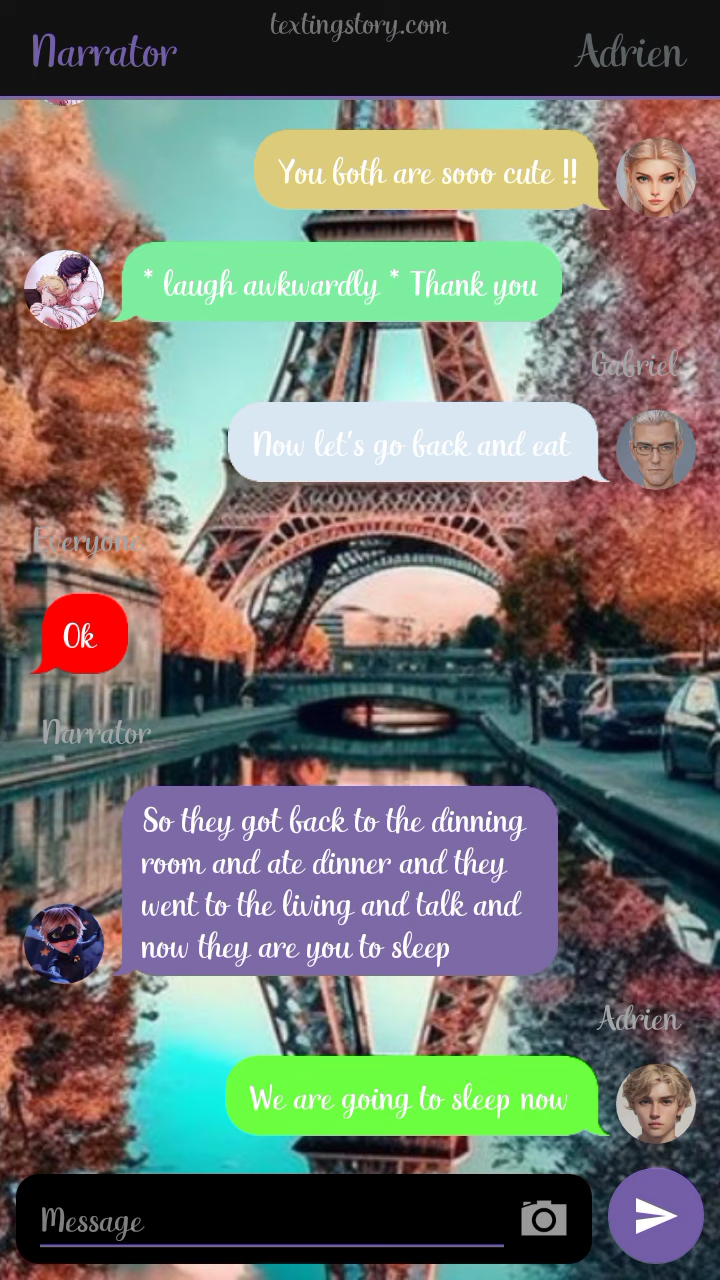 textingstory.com
Narrator
Adrien
You both are sooo cute !!
* laugh awkwardly * Thank you
Gabriel
Now let's go back and eat
Everyone
Ok
Narrator
So they got back to the dinning
room and ate dinner and they
went to the living and talk and
now they are you to sleep
Adrien
We are going to sleep now
Message